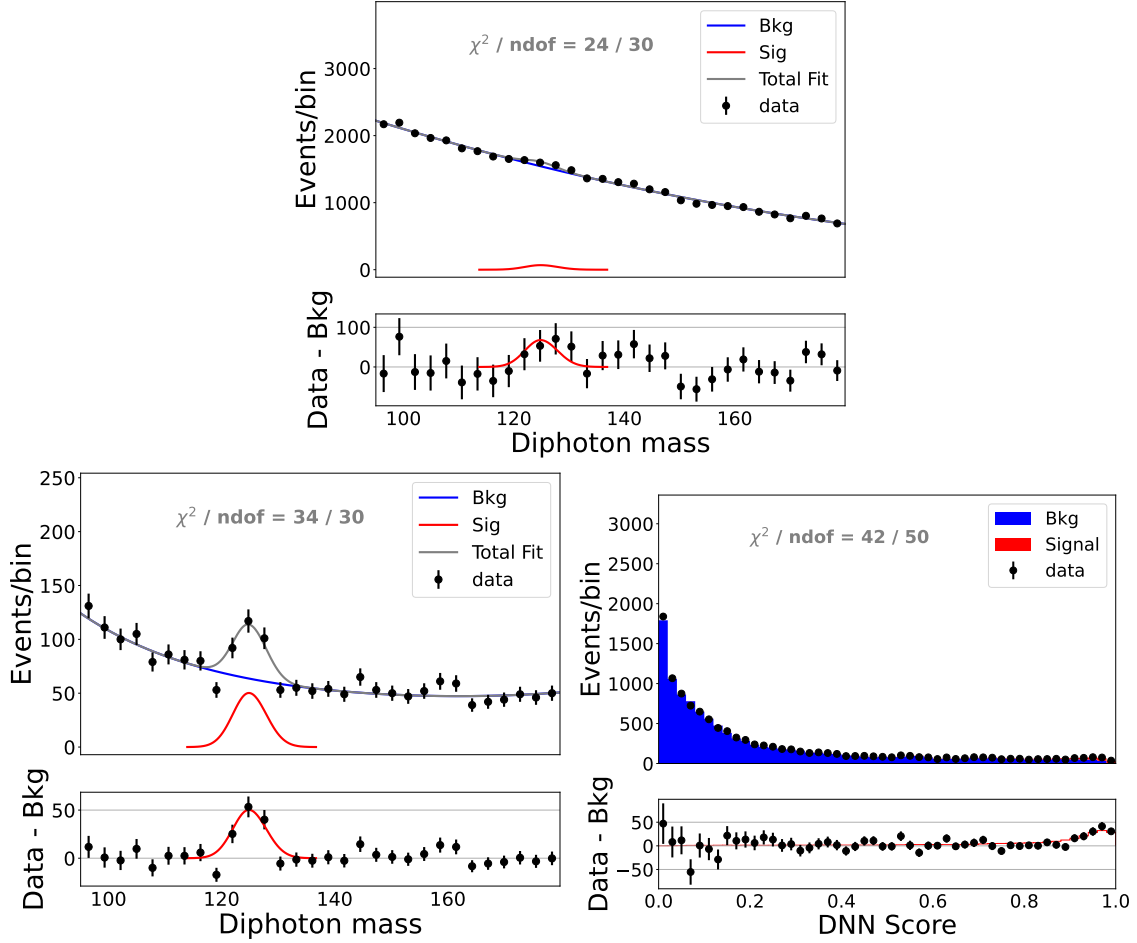 χ² / ndof = 24 / 30
Bkg
Sig
Total Fit
data
Events/bin
3000
2000
1000
0
Data - Bkg
100
0
100 120 140 160
Diphoton mass
χ² / ndof = 34 / 30
Bkg
Sig
Total Fit
data
Events/bin
250
200
150
100
50
0
Data - Bkg
50
0
100 120 140 160
Diphoton mass
χ² / ndof = 42 / 50
Bkg
Signal
data
Events/bin
3000
2500
2000
1500
1000
500
0
Data - Bkg
50
0
−50
0.0 0.2 0.4 0.6 0.8 1.0
DNN Score